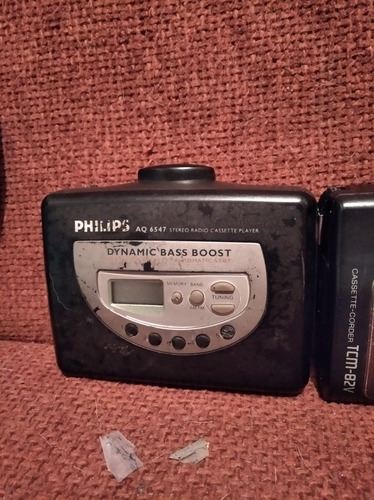 PHILIPS AQ 6547 STEREO RADIO CASSETTE PLAYER
DYNAMIC BASS BOOST
MEMORY BAND
TUNING
CASSETTE-CORDER TCM-82V